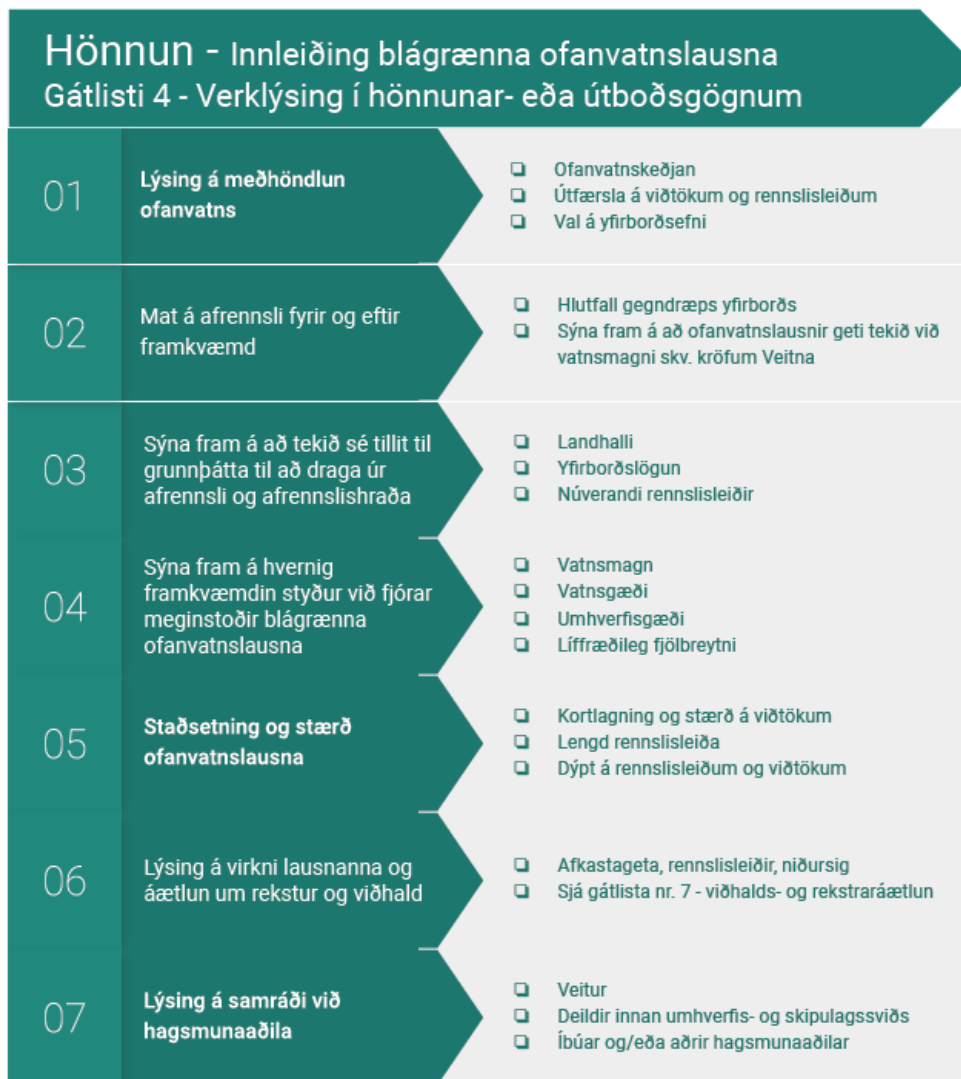 Hönnun - Innleiðing blágrænna ofanvatnslausna
Gátlisti 4 - Verklýsing í hönnunar- eða útboðsgögnum
01
Lýsing á meðhöndlun
ofanvatns
❏ Ofanvatnskeðjan
❏ Útfærsla á viðtökum og rennslisleiðum
❏ Val á yfirborðsefni
02
Mat á afrennsli fyrir og eftir
framkvæmd
❏ Hlutfall gegndræps yfirborðs
❏ Sýna fram á að ofanvatnslausnir geti tekið við
vatnsmagni skv. kröfum Veitna
03
Sýna fram á að tekið sé tillit til
grunnþátta til að draga úr
afrennsli og afrennslishraða
❏ Landhalli
❏ Yfirborðslögun
❏ Núverandi rennslisleiðir
04
Sýna fram á hvernig
framkvæmdin styður við fjórar
meginstoðir blágrænna
ofanvatnslausna
❏ Vatnsmagn
❏ Vatnsgæði
❏ Umhverfisgæði
❏ Líffræðileg fjölbreytni
05
Staðsetning og stærð
ofanvatnslausna
❏ Kortlagning og stærð á viðtökum
❏ Lengd rennslisleiða
❏ Dýpt á rennslisleiðum og viðtökum
06
Lýsing á virkni lausnanna og
áætlun um rekstur og viðhald
❏ Afkastageta, rennslisleiðir, niðursig
❏ Sjá gátlista nr. 7 - viðhalds- og rekstraráætlun
07
Lýsing á samráði við
hagsmunaaðila
❏ Veitur
❏ Deildir innan umhverfis- og skipulagssviðs
❏ Íbúar og/eða aðrir hagsmunaaðilar